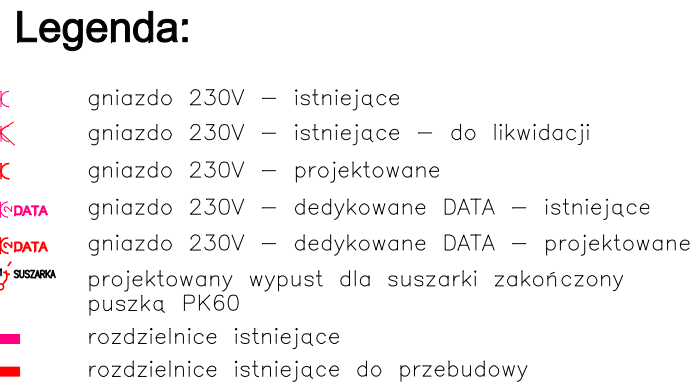 Legenda:
gniazdo 230V – istniejące
gniazdo 230V – istniejące – do likwidacji
gniazdo 230V – projektowane
2 DATA gniazdo 230V – dedykowane DATA – istniejące
2 DATA gniazdo 230V – dedykowane DATA – projektowane
SUSZARKA projektowany wypust dla suszarki zakończony
puszką PK60
rozdzielnice istniejące
rozdzielnice istniejące do przebudowy